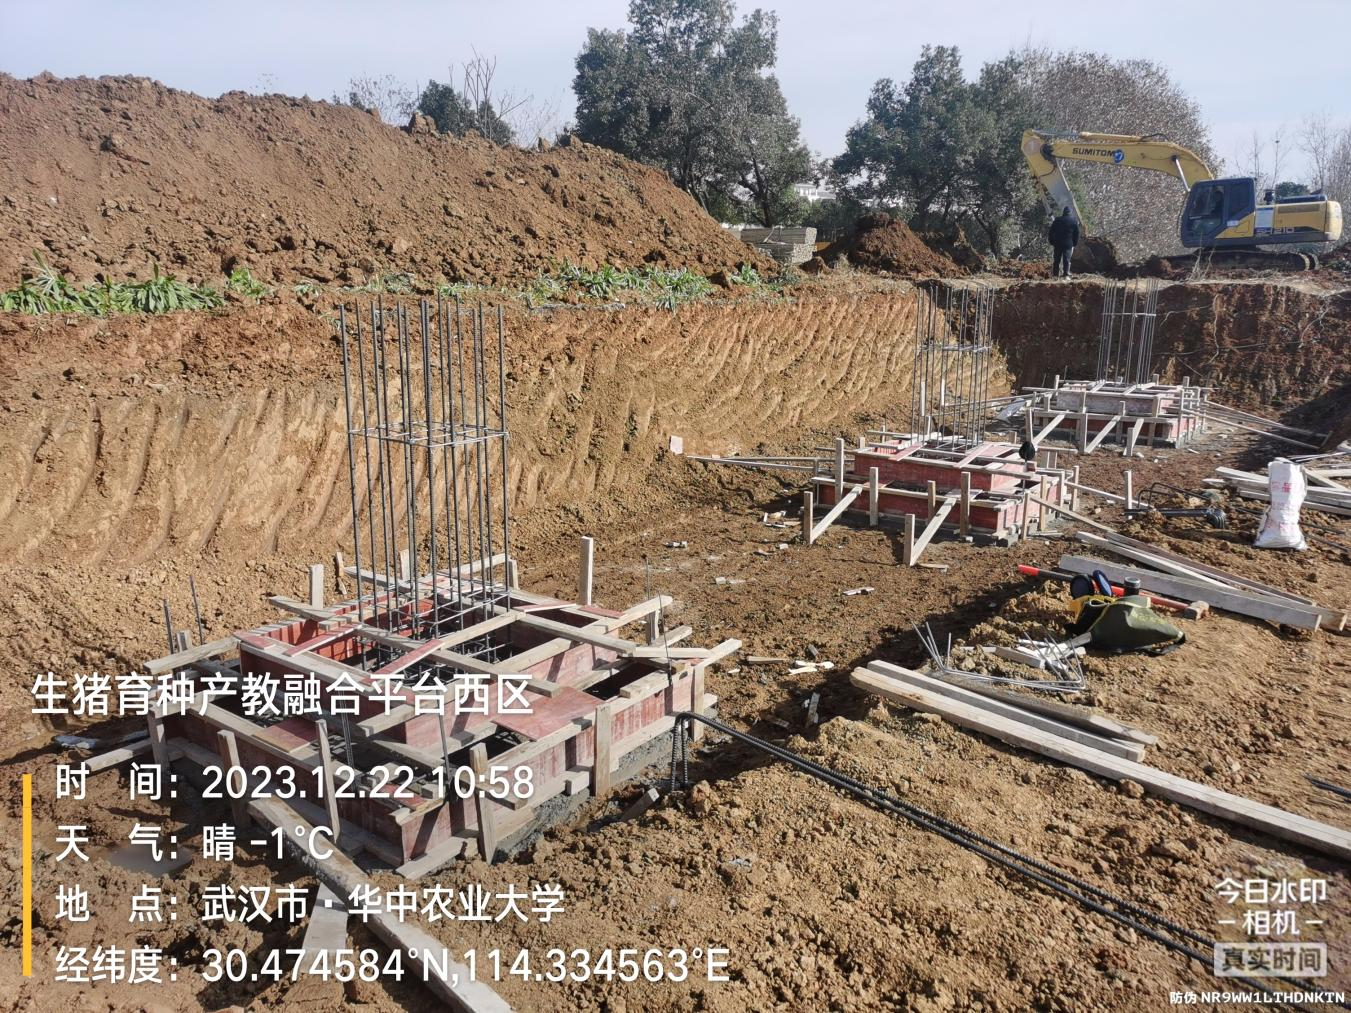 SUMITOMO
生猪育种产教融合平台西区
时 间：2023.12.22 10:58
天 气：晴 -1℃
地 点：武汉市·华中农业大学
经纬度：30.474584°N,114.334563°E
今日水印
-相机-
真实时间
防伪 NR9WW1LTHDNKTN